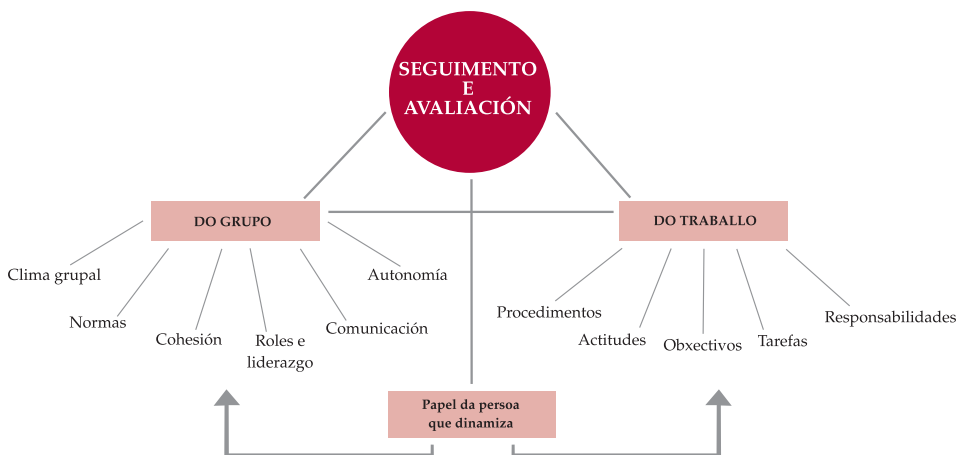 SEGUIMENTO
E
AVALIACIÓN
DO GRUPO
DO TRABALLO
Clima grupal
Normas
Cohesión
Roles e
liderazgo
Comunicación
Autonomía
Procedimentos
Actitudes
Obxectivos
Tarefas
Responsabilidades
Papel da persoa
que dinamiza